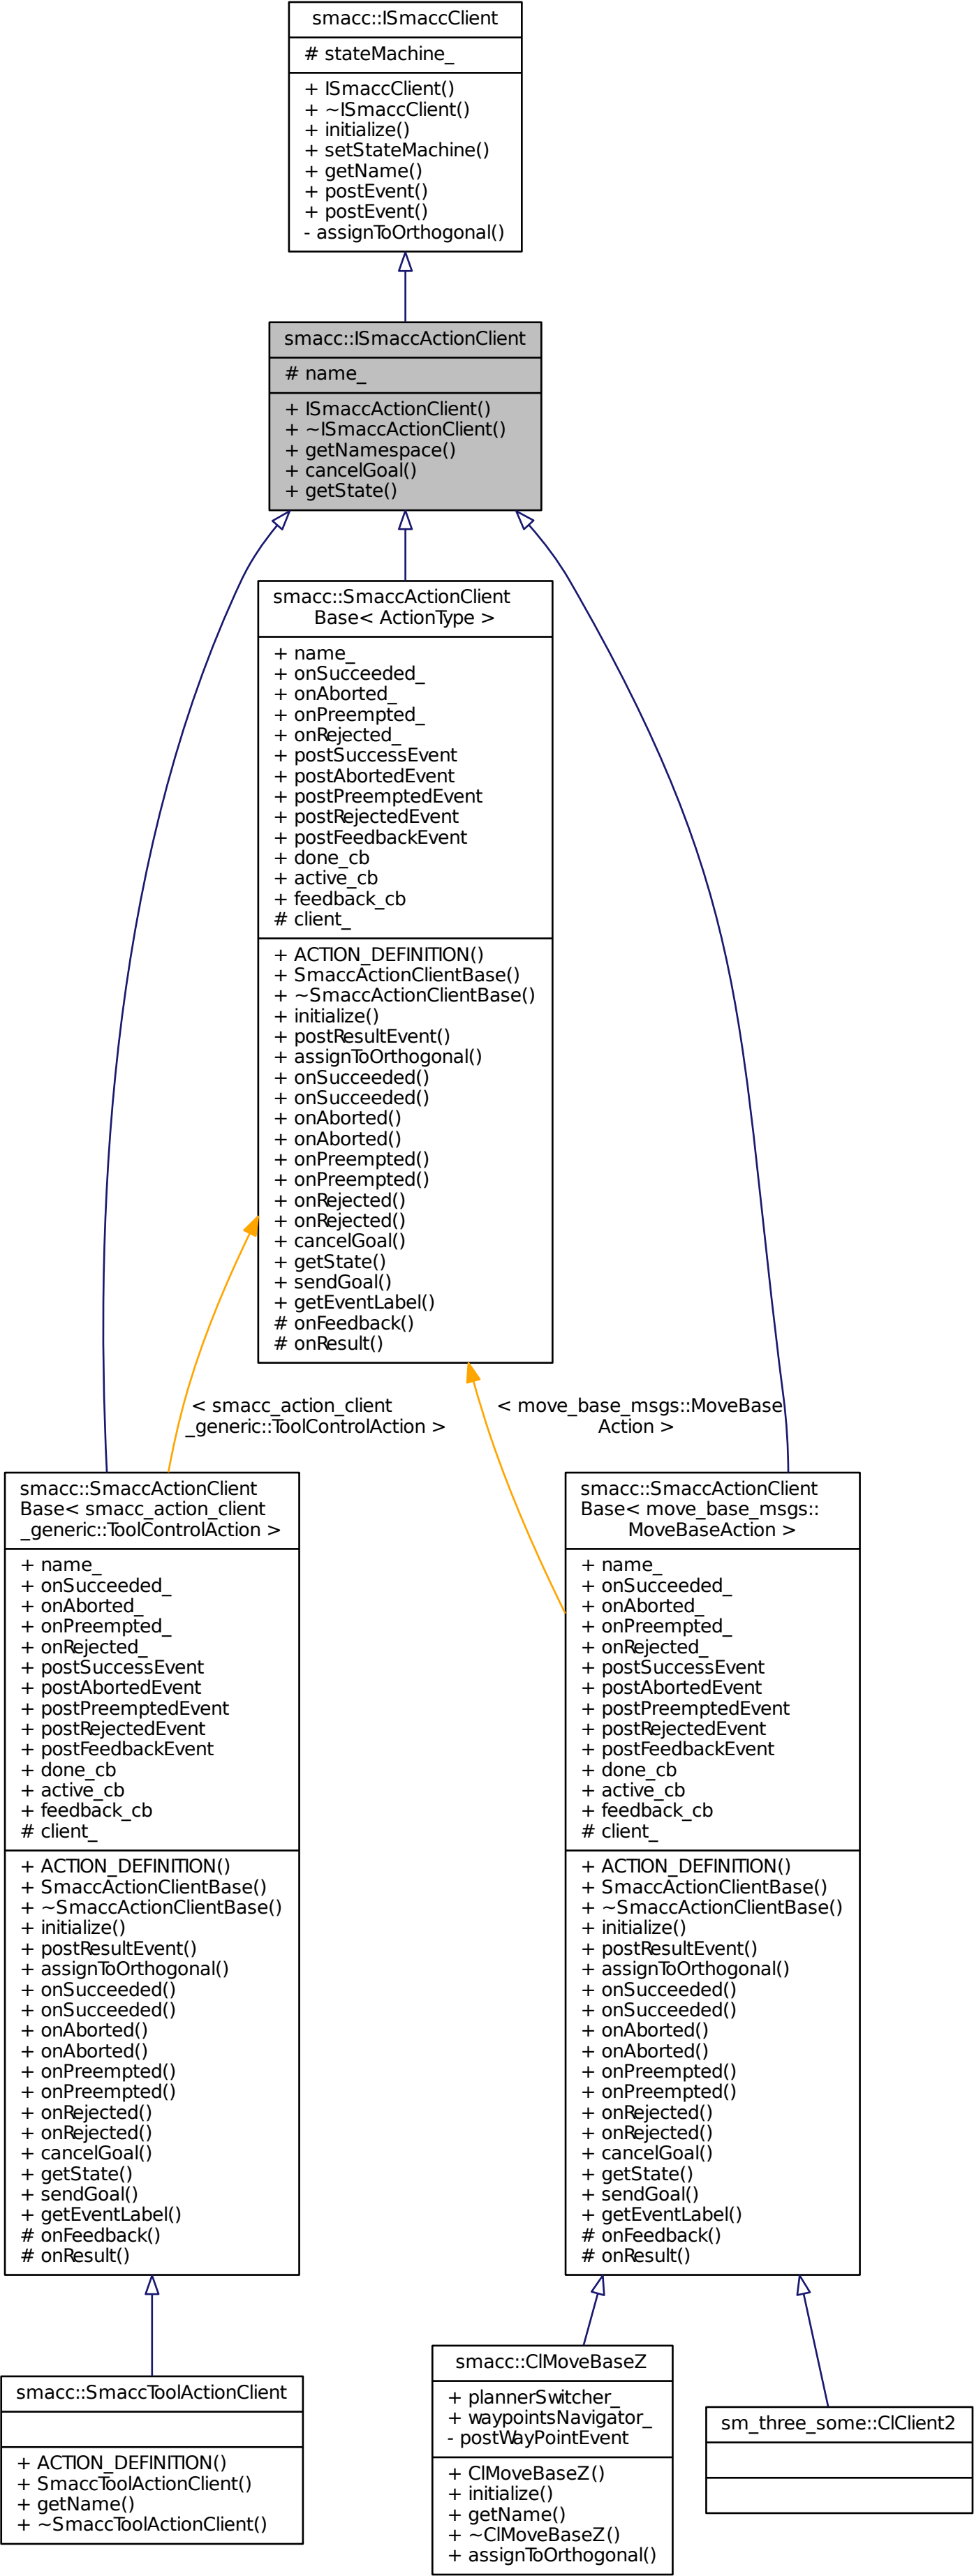 smacc::ISmaccClient
# stateMachine_
+ ISmaccClient()
+ ~ISmaccClient()
+ initialize()
+ setStateMachine()
+ getName()
+ postEvent()
+ postEvent()
- assignToOrthogonal()
smacc::ISmaccActionClient
# name_
+ ISmaccActionClient()
+ ~ISmaccActionClient()
+ getNamespace()
+ cancelGoal()
+ getState()
smacc::SmaccActionClient
Base< ActionType >
+ name_
+ onSucceeded_
+ onAborted_
+ onPreempted_
+ onRejected_
+ postSuccessEvent
+ postAbortedEvent
+ postPreemptedEvent
+ postRejectedEvent
+ postFeedbackEvent
+ done_cb
+ active_cb
+ feedback_cb
# client_
+ ACTION_DEFINITION()
+ SmaccActionClientBase()
+ ~SmaccActionClientBase()
+ initialize()
+ postResultEvent()
+ assignToOrthogonal()
+ onSucceeded()
+ onSucceeded()
+ onAborted()
+ onAborted()
+ onPreempted()
+ onPreempted()
+ onRejected()
+ onRejected()
+ cancelGoal()
+ getState()
+ sendGoal()
+ getEventLabel()
# onFeedback()
# onResult()
< smacc_action_client
_generic::ToolControlAction >
< move_base_msgs::MoveBase
Action >
smacc::SmaccActionClient
Base< smacc_action_client
_generic::ToolControlAction >
+ name_
+ onSucceeded_
+ onAborted_
+ onPreempted_
+ onRejected_
+ postSuccessEvent
+ postAbortedEvent
+ postPreemptedEvent
+ postRejectedEvent
+ postFeedbackEvent
+ done_cb
+ active_cb
+ feedback_cb
# client_
+ ACTION_DEFINITION()
+ SmaccActionClientBase()
+ ~SmaccActionClientBase()
+ initialize()
+ postResultEvent()
+ assignToOrthogonal()
+ onSucceeded()
+ onSucceeded()
+ onAborted()
+ onAborted()
+ onPreempted()
+ onPreempted()
+ onRejected()
+ onRejected()
+ cancelGoal()
+ getState()
+ sendGoal()
+ getEventLabel()
# onFeedback()
# onResult()
smacc::SmaccActionClient
Base< move_base_msgs::
MoveBaseAction >
+ name_
+ onSucceeded_
+ onAborted_
+ onPreempted_
+ onRejected_
+ postSuccessEvent
+ postAbortedEvent
+ postPreemptedEvent
+ postRejectedEvent
+ postFeedbackEvent
+ done_cb
+ active_cb
+ feedback_cb
# client_
+ ACTION_DEFINITION()
+ SmaccActionClientBase()
+ ~SmaccActionClientBase()
+ initialize()
+ postResultEvent()
+ assignToOrthogonal()
+ onSucceeded()
+ onSucceeded()
+ onAborted()
+ onAborted()
+ onPreempted()
+ onPreempted()
+ onRejected()
+ onRejected()
+ cancelGoal()
+ getState()
+ sendGoal()
+ getEventLabel()
# onFeedback()
# onResult()
smacc::SmaccToolActionClient
+ ACTION_DEFINITION()
+ SmaccToolActionClient()
+ getName()
+ ~SmaccToolActionClient()
smacc::ClMoveBaseZ
+ plannerSwitcher_
+ waypointsNavigator_
- postWayPointEvent
+ ClMoveBaseZ()
+ initialize()
+ getName()
+ ~ClMoveBaseZ()
+ assignToOrthogonal()
sm_three_some::ClClient2